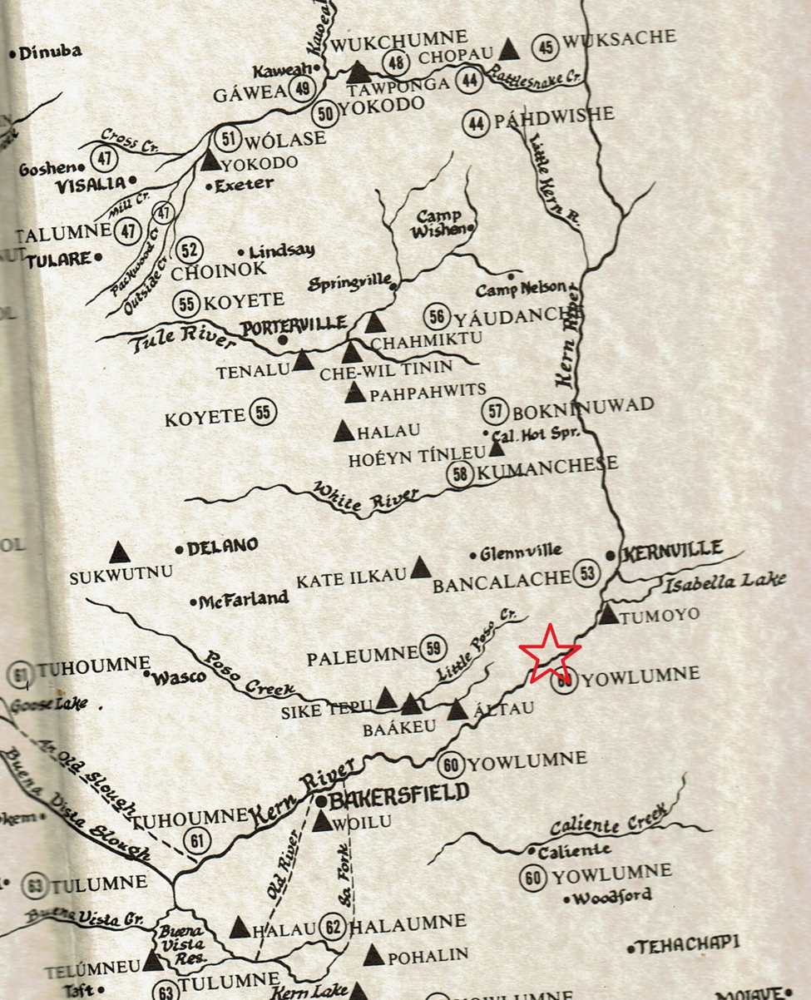 Kaweah
WUKCHUMNE
45 WUKSACHE
Dinuba
48 CHOPAU
Kaweah
GÁWEA 49
TAWPONGA 44
Rattlesnake Cr.
50 YOKODO
44 PÁHDWISHE
Cross Cr.
51 WÓLASE
Little Kern R.
47
Goshen
YOKODO
VISALIA
Exeter
Mill Cr.
47
Camp
Wishon
TALUMNE 47
Packwood Cr
Outside Cr.
52
CHOINOK
Lindsay
TULARE
Springville
Camp Nelson
Kern River
55 KOYETE
56 YÁUDANCH
PORTERVILLE
Tule River
CHAHMIKTU
TENALU
CHE-WIL TININ
PAHPAHWITS
KOYETE 55
57 BOKNÍNUWAD
HALAU
Cal. Hot Spr.
HOÉYN TÍNLEU
58 KUMANCHESE
White River
OL
DELANO
Glennville
KERNVILLE
SUKWUTNU
KATE ILKAU
BANCALACHE 53
Isabella Lake
McFarland
TUMOYO
Little Poso Cr.
PALEUMNE 59
61 TUHOUMNE
Wasco
Poso Creek
60 YOWLUMNE
Goose Lake
SIKE TEPU
ÁLTAU
BAÁKEU
An Old Slough
Buena Vista Slough
60 YOWLUMNE
Kern River
BAKERSFIELD
TUHOUMNE
61
WOILU
Caliente Creek
Caliente
Old River
So Fork
63 TULUMNE
60 YOWLUMNE
Woodford
Buena Vista Cr.
Buena
Vista
Res.
HALAU 62 HALAUMNE
TEHACHAPI
POHALIN
TELÚMNEU
TULUMNE
63
Taft
Kern Lake
YOWLUMNE
MOJAVE